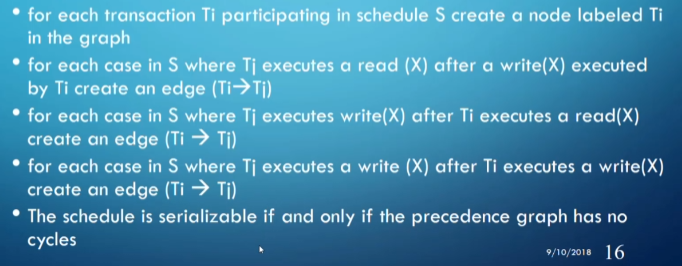 • for each transaction Ti participating in schedule S create a node labeled Ti
in the graph
• for each case in S where Tj executes a read (X) after a write(X) executed
by Ti create an edge (Ti→Tj)
• for each case in S where Tj executes write(X) after Ti executes a read(X)
create an edge (Ti → Tj)
• for each case in S where Tj executes a write (X) after Ti executes a write(X)
create an edge (Ti → Tj)
• The schedule is serializable if and only if the precedence graph has no
cycles
9/10/2018 16